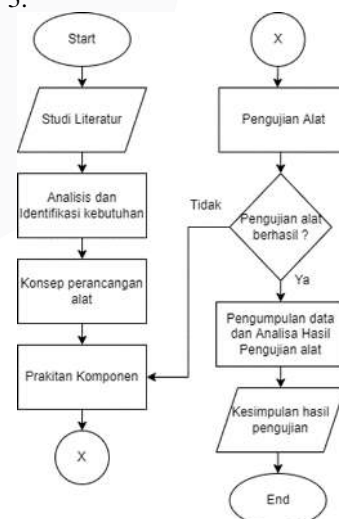 3.
Start
Studi Literatur
Analisis dan
Identifikasi kebutuhan
Konsep perancangan
alat
Prakitan Komponen
X
X
Pengujian Alat
Pengujian alat
berhasil ?
Tidak
Ya
Pengumpulan data
dan Analisa Hasil
Pengujian alat
Kesimpulan hasil
pengujian
End